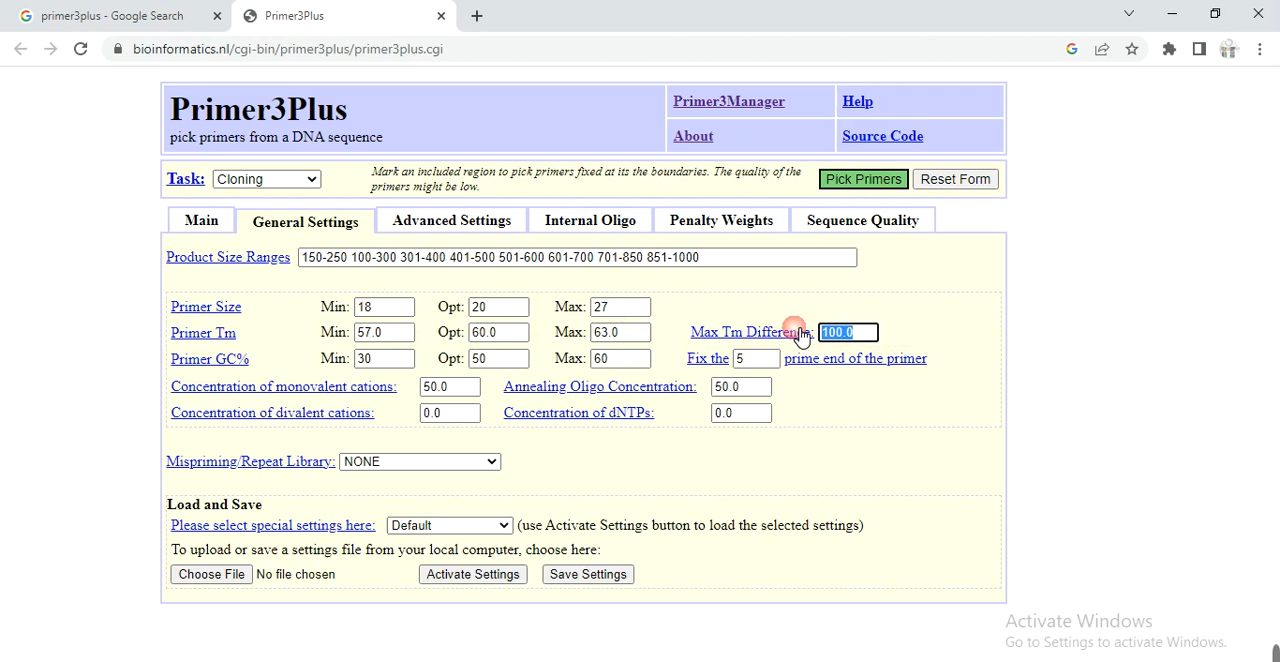 primer3plus - Google Search
Primer3Plus
bioinformatics.nl/cgi-bin/primer3plus/primer3plus.cgi
Primer3Plus
pick primers from a DNA sequence
Primer3Manager
Help
About
Source Code
Task: Cloning
Mark an included region to pick primers fixed at its the boundaries. The quality of the
primers might be low.
Pick Primers Reset Form
Main General Settings Advanced Settings Internal Oligo Penalty Weights Sequence Quality
Product Size Ranges 150-250 100-300 301-400 401-500 501-600 601-700 701-850 851-1000
Primer Size Min: 18 Opt: 20 Max: 27
Primer Tm Min: 57.0 Opt: 60.0 Max: 63.0 Max Tm Difference: 100.0
Primer GC% Min: 30 Opt: 50 Max: 60 Fix the 5 prime end of the primer
Concentration of monovalent cations: 50.0 Annealing Oligo Concentration: 50.0
Concentration of divalent cations: 0.0 Concentration of dNTPs: 0.0
Mispriming/Repeat Library: NONE
Load and Save
Please select special settings here: Default (use Activate Settings button to load the selected settings)
To upload or save a settings file from your local computer, choose here:
Choose File No file chosen Activate Settings Save Settings
Activate Windows
Go to Settings to activate Windows.